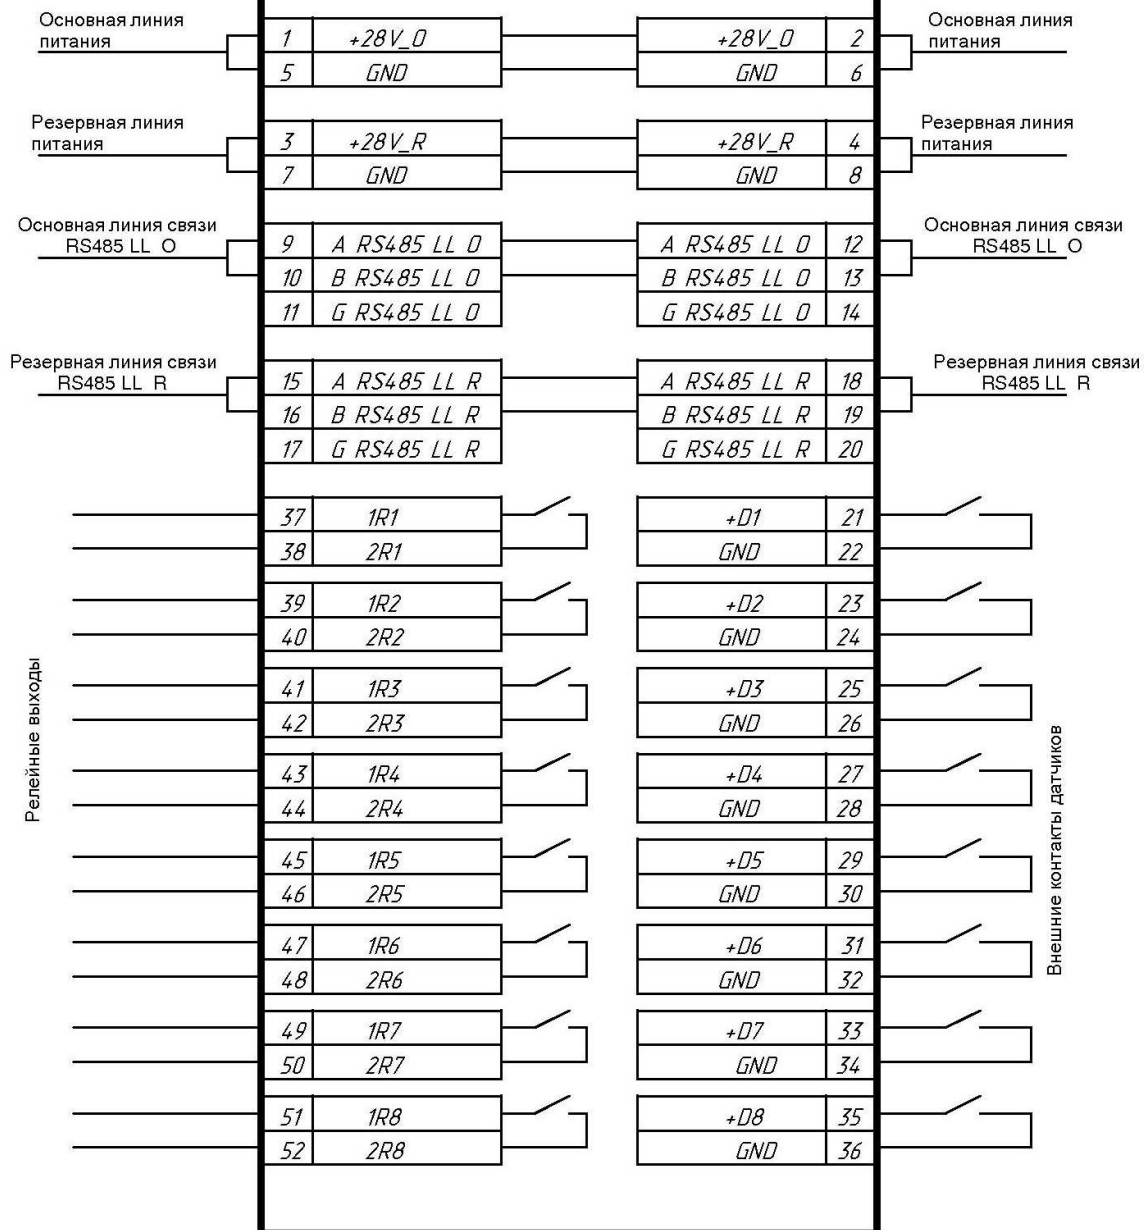 Основная линия
питания
1 +28V_O
5 GND
+28V_O 2
GND 6
Основная линия
питания
Резервная линия
питания
3 +28V_R
7 GND
+28V_R 4
GND 8
Резервная линия
питания
Основная линия связи
RS485 LL O
9 A RS485 LL O
10 B RS485 LL O
11 G RS485 LL O
A RS485 LL O 12
B RS485 LL O 13
G RS485 LL O 14
Основная линия связи
RS485 LL O
Резервная линия связи
RS485 LL R
15 A RS485 LL R
16 B RS485 LL R
17 G RS485 LL R
A RS485 LL R 18
B RS485 LL R 19
G RS485 LL R 20
Резервная линия связи
RS485 LL R
Релейные выходы
37 1R1
38 2R1
39 1R2
40 2R2
41 1R3
42 2R3
43 1R4
44 2R4
45 1R5
46 2R5
47 1R6
48 2R6
49 1R7
50 2R7
51 1R8
52 2R8
+D1 21
GND 22
+D2 23
GND 24
+D3 25
GND 26
+D4 27
GND 28
+D5 29
GND 30
+D6 31
GND 32
+D7 33
GND 34
+D8 35
GND 36
Внешние контакты датчиков